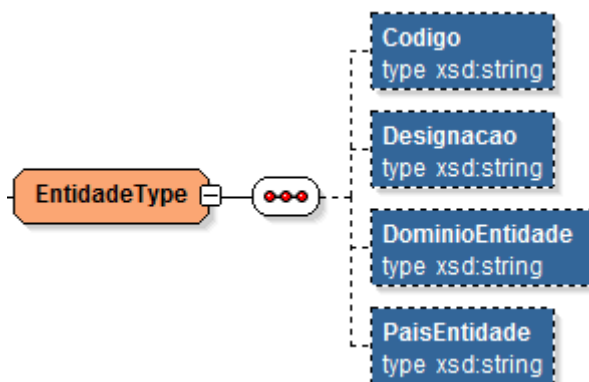 EntidadeType
Codigo
type xsd:string
Designacao
type xsd:string
DominioEntidade
type xsd:string
PaisEntidade
type xsd:string